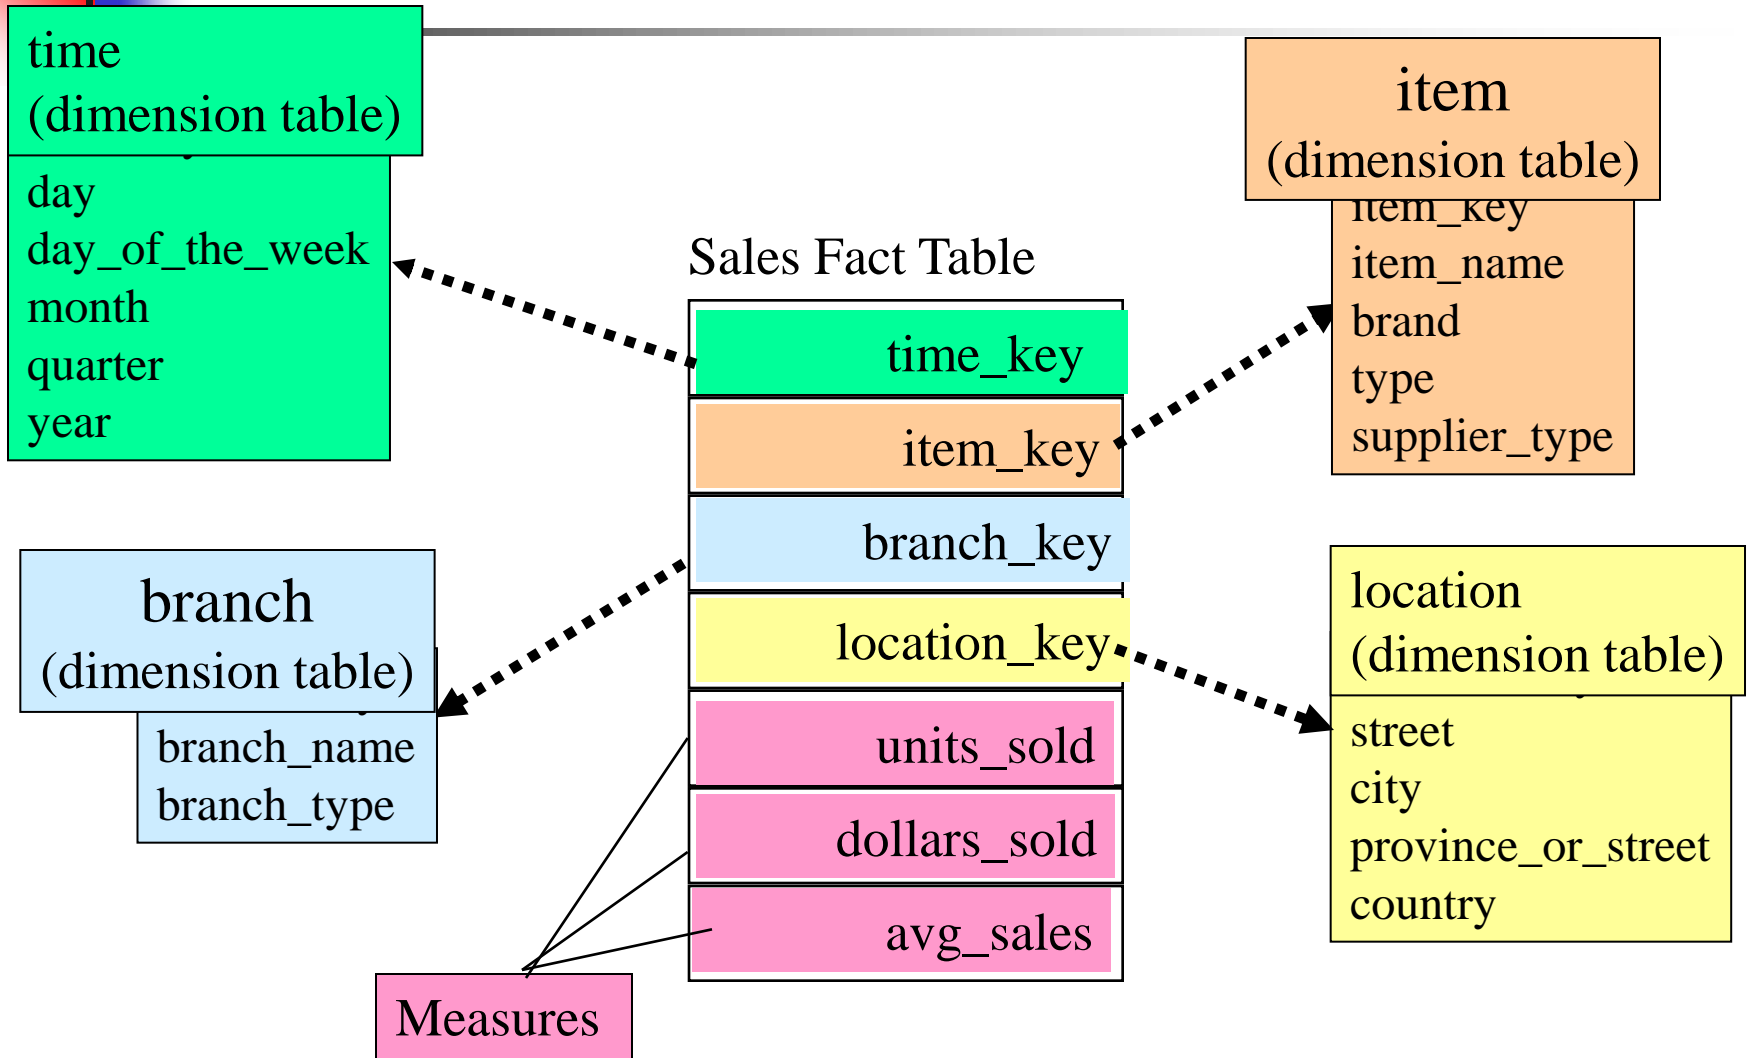 time
(dimension table)
day
day_of_the_week
month
quarter
year
item
(dimension table)
item_key
item_name
brand
type
supplier_type
Sales Fact Table
time_key
item_key
branch_key
location_key
units_sold
dollars_sold
avg_sales
branch
(dimension table)
branch_name
branch_type
location
(dimension table)
street
city
province_or_street
country
Measures